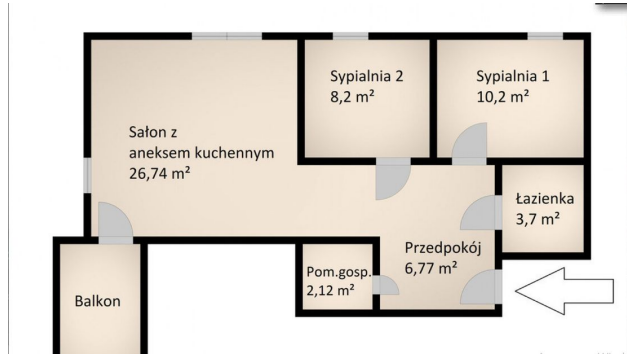 Sypialnia 2
8,2 m²
Sypialnia 1
10,2 m²
Salon z
aneksem kuchennym
26,74 m²
Łazienka
3,7 m²
Przedpokój
6,77 m²
Pom.gosp.
2,12 m²
Balkon